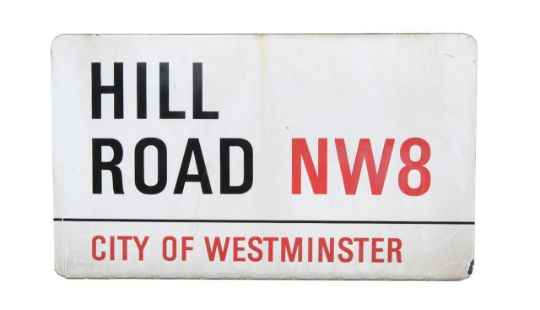 HILL
ROAD NW8
CITY OF WESTMINSTER